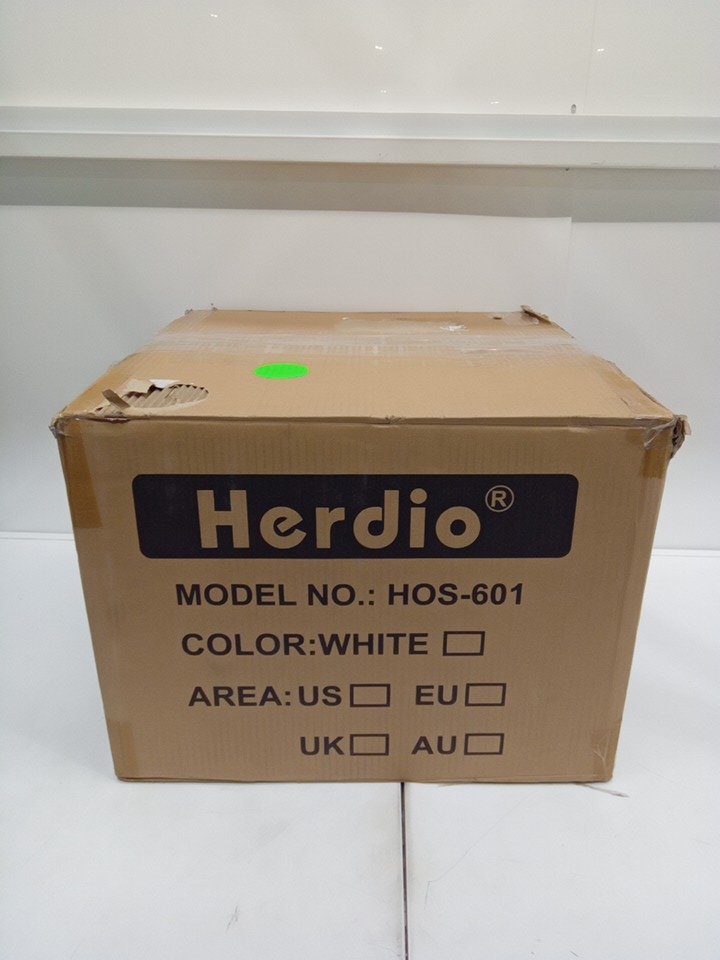 Herdio®
MODEL NO.: HOS-601
COLOR:WHITE
AREA:US EU
UK AU